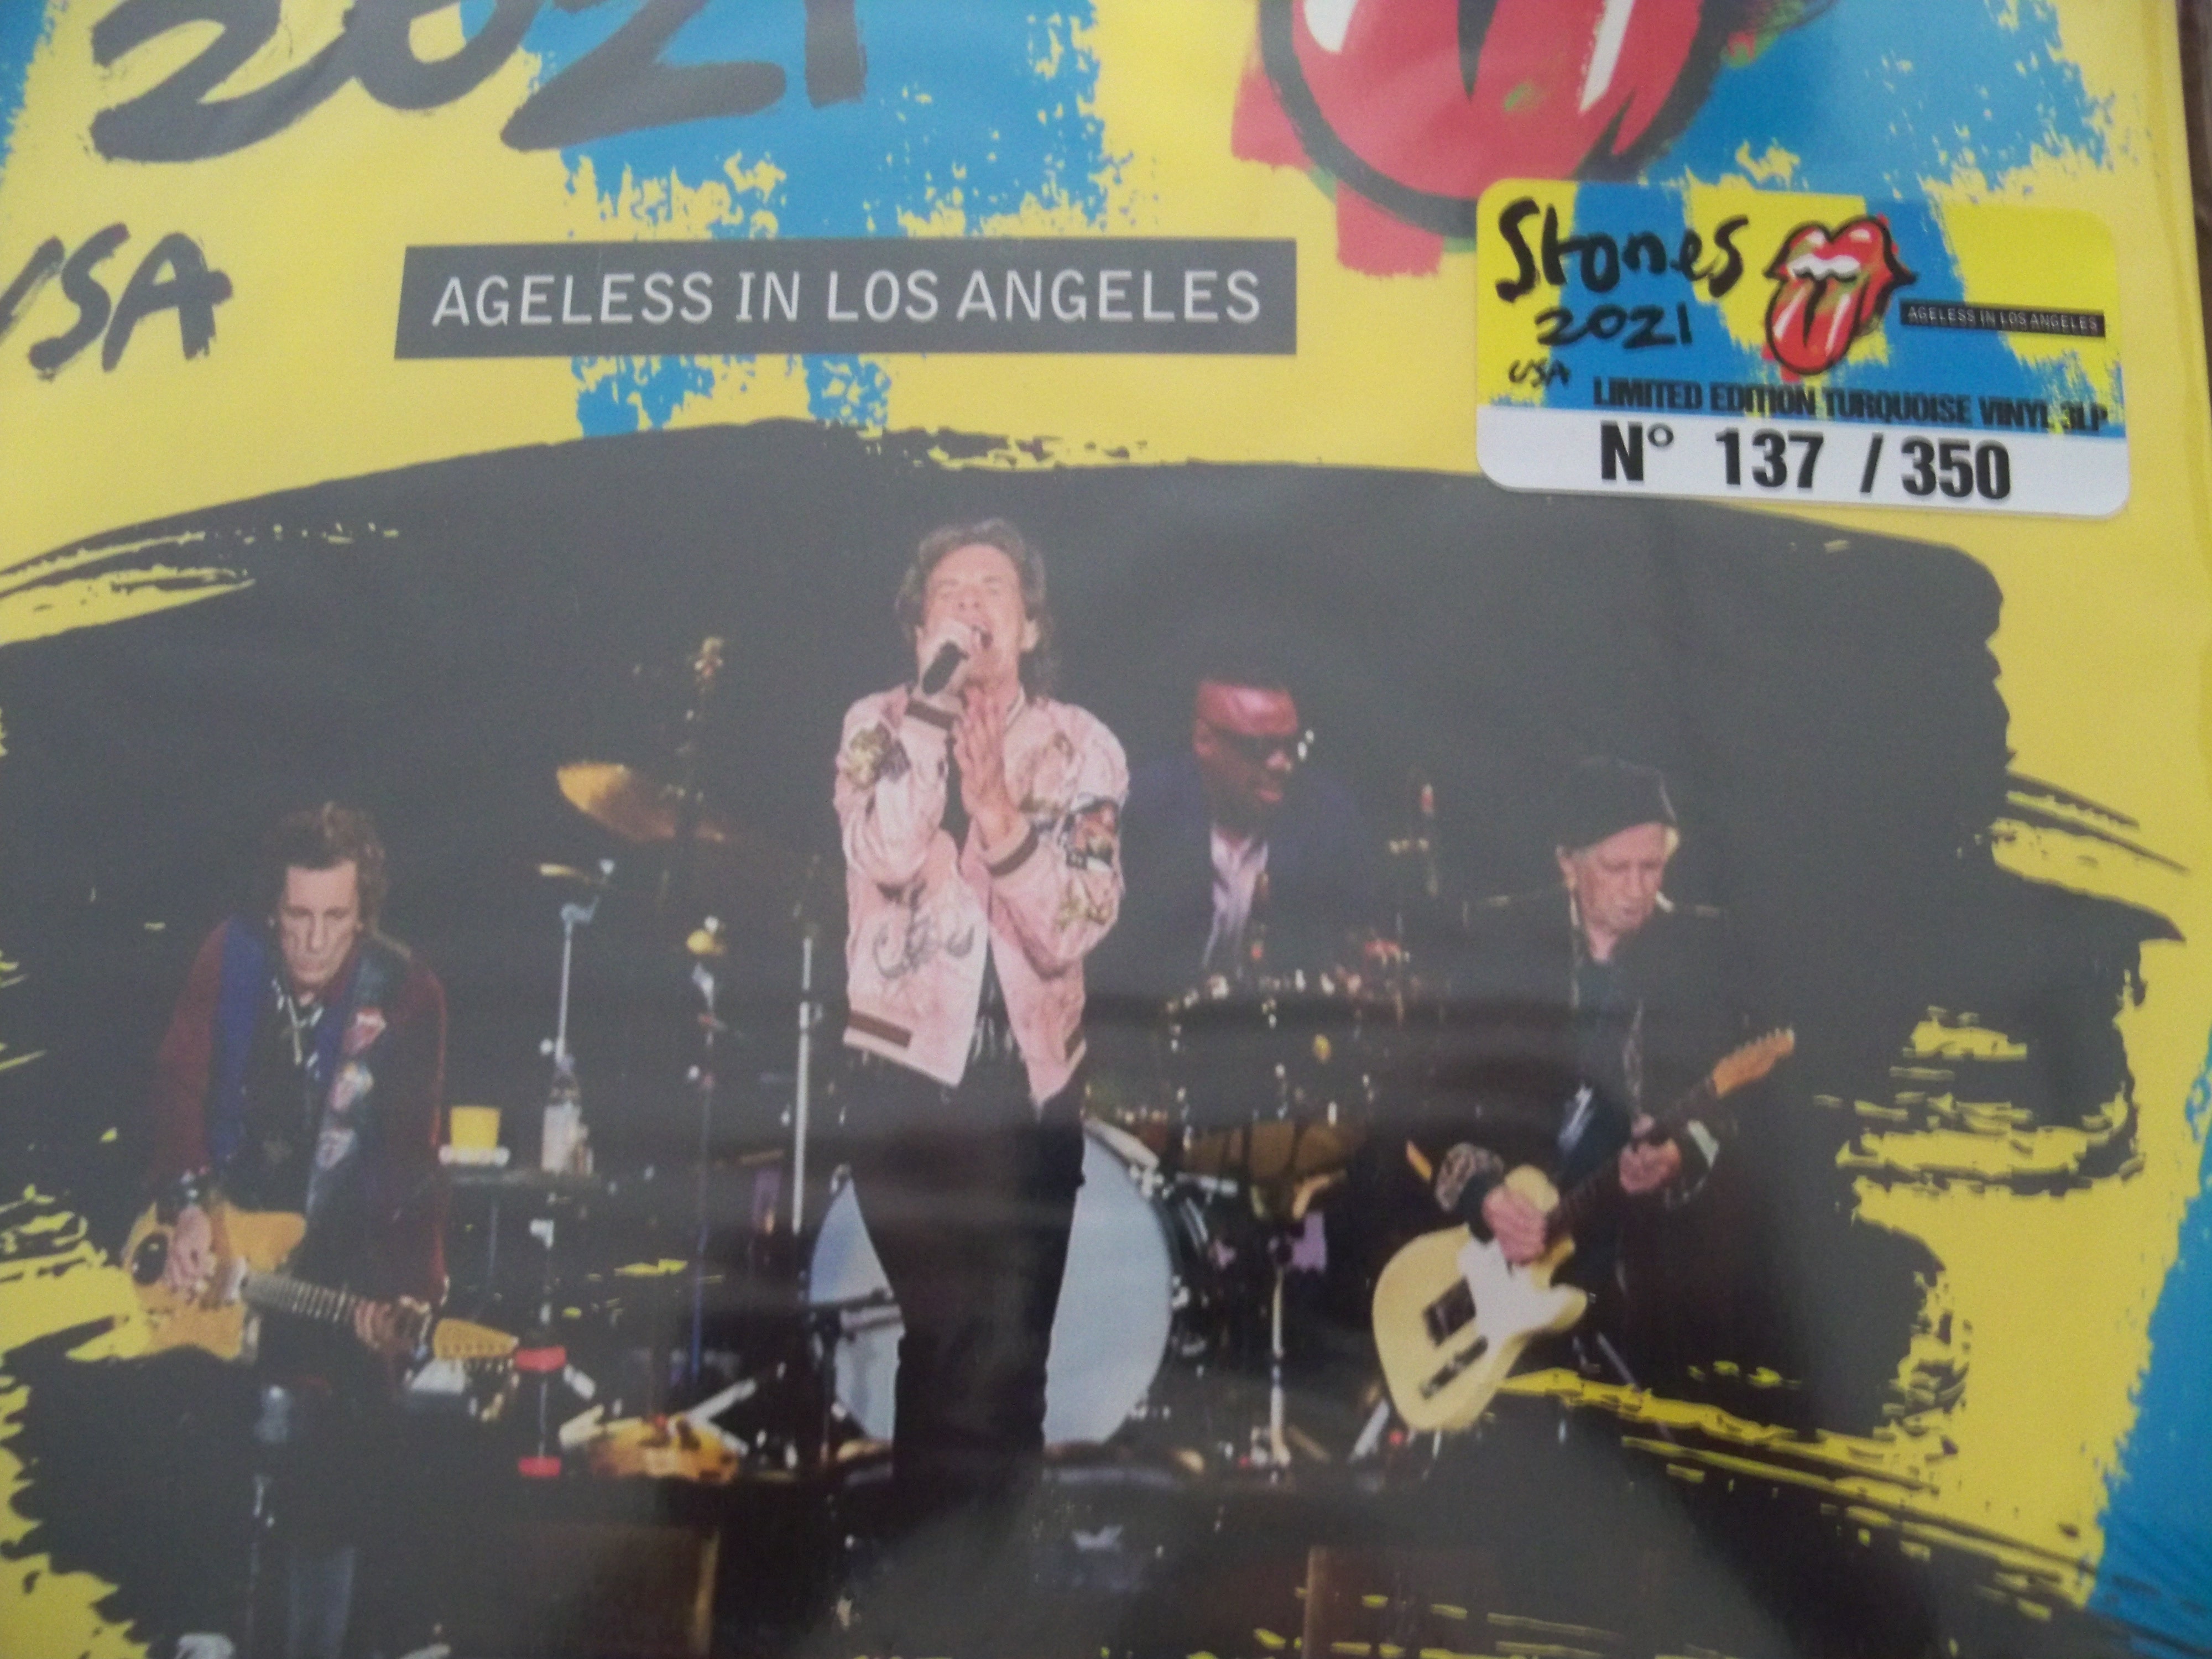 2021
USA
AGELESS IN LOS ANGELES
Stones
2021
USA
AGELESS IN LOS ANGELES
LIMITED EDITION TURQUOISE VINYL 3LP
Nº 137 / 350